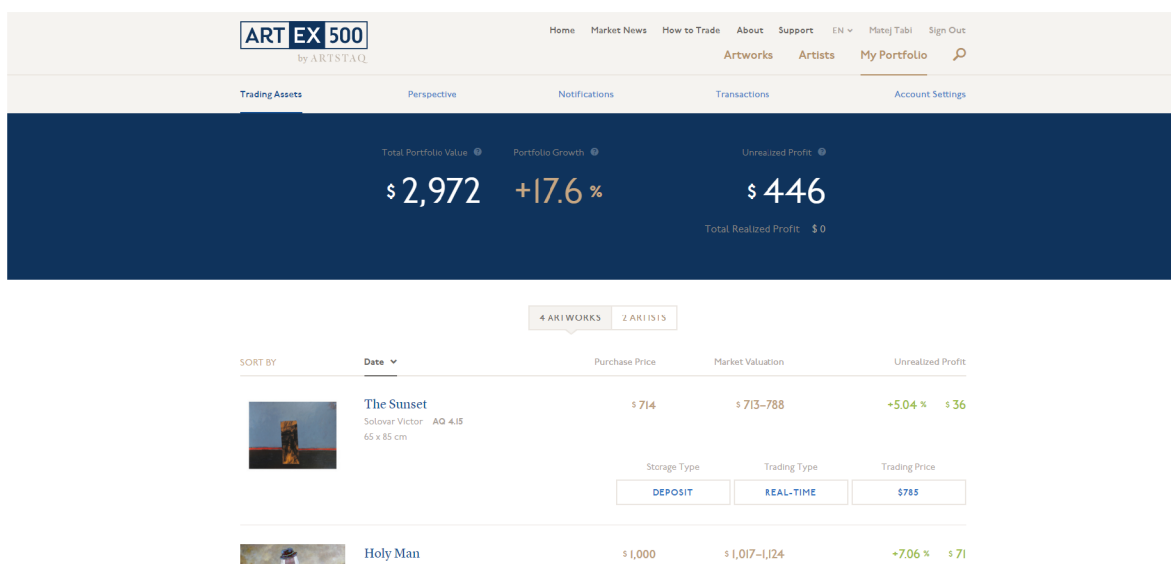 ART EX 500
by ARTSTAQ
Home Market News How to Trade About Support EN Matej Tabi Sign Out
Artworks Artists My Portfolio
Trading Assets Perspective Notifications Transactions Account Settings
Total Portfolio Value ? Portfolio Growth ? Unrealized Profit ?
$ 2,972 +17.6 % $ 446
Total Realized Profit $ 0
4 ARTWORKS 2 ARTISTS
SORT BY Date Purchase Price Market Valuation Unrealized Profit
The Sunset $ 714 $ 713–788 +5.04 % $ 36
Solovar Victor AQ 4.15
65 x 85 cm
Storage Type Trading Type Trading Price
DEPOSIT REAL-TIME $785
Holy Man $ 1,000 $ 1,017–1,124 +7.06 % $ 71